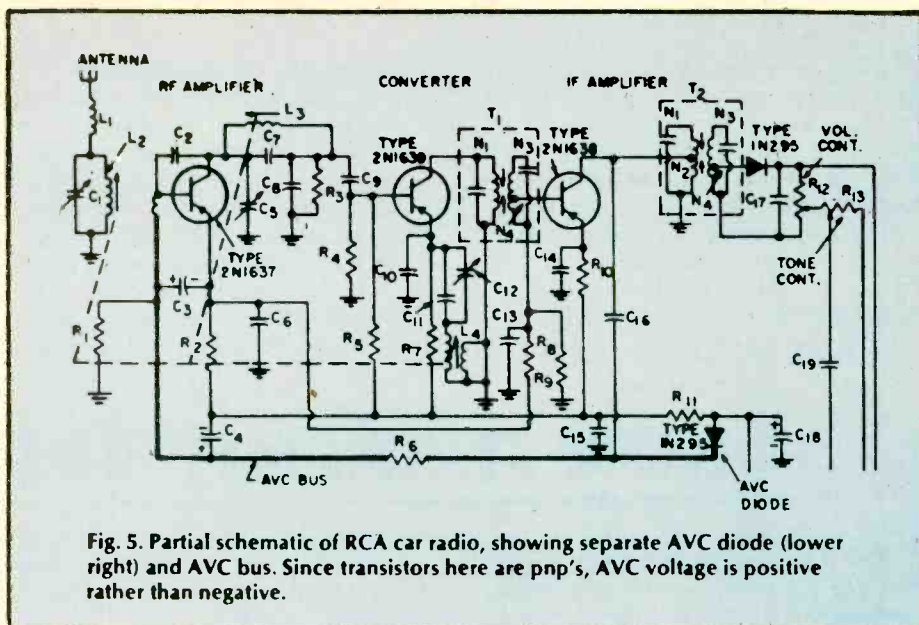 ANTENNA
RF AMPLIFIER
CONVERTER
IF AMPLIFIER
L1
L2
L3
C2
C7
C1
C8
R3
C5
C9
TYPE
2N1639
T1
N1
N3
N4
TYPE
2N1638
T2
N1
N3
N2
N4
TYPE
1N295
VOL.
CONT.
R12
R13
C17
TONE
CONT.
TYPE
2N1637
R4
C10
C12
C14
R10
C3
R1
R2
C6
R5
C11
R7
L4
C13
R8
R9
C16
C19
C4
R6
C15
R11
TYPE
1N295
C18
AVC BUS
AVC
DIODE
Fig. 5. Partial schematic of RCA car radio, showing separate AVC diode (lower
right) and AVC bus. Since transistors here are pnp's, AVC voltage is positive
rather than negative.